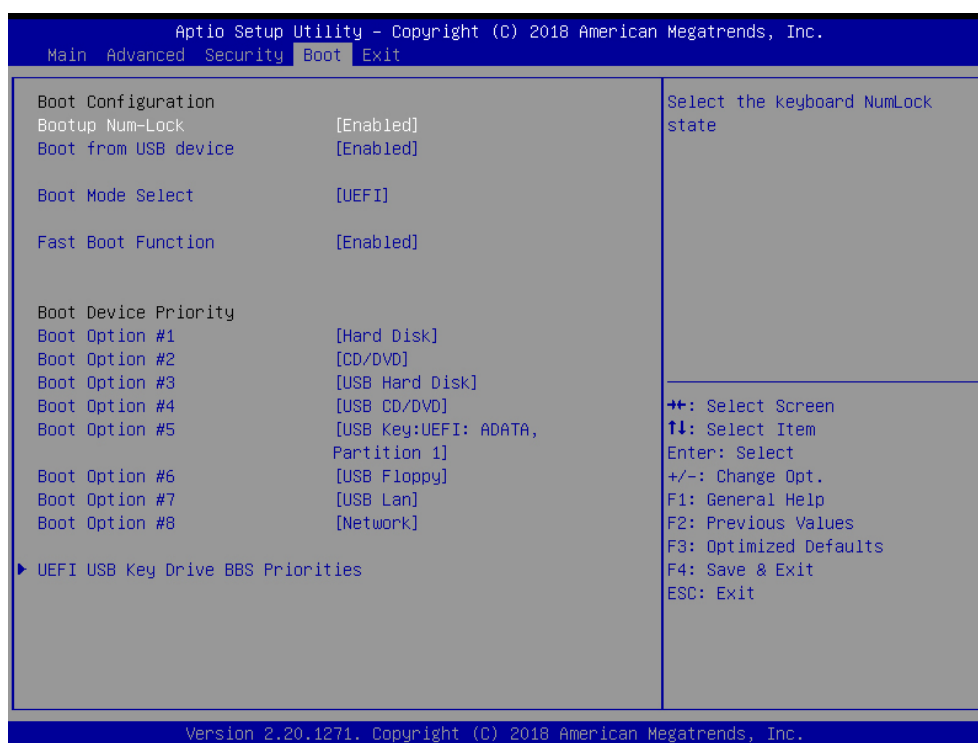 Aptio Setup Utility – Copyright (C) 2018 American Megatrends, Inc.
Main Advanced Security Boot Exit
Boot Configuration
Bootup Num-Lock [Enabled]
Boot from USB device [Enabled]
Boot Mode Select [UEFI]
Fast Boot Function [Enabled]
Boot Device Priority
Boot Option #1 [Hard Disk]
Boot Option #2 [CD/DVD]
Boot Option #3 [USB Hard Disk]
Boot Option #4 [USB CD/DVD]
Boot Option #5 [USB Key:UEFI: ADATA,
Partition 1]
Boot Option #6 [USB Floppy]
Boot Option #7 [USB Lan]
Boot Option #8 [Network]
▶ UEFI USB Key Drive BBS Priorities
Select the keyboard NumLock
state
→←: Select Screen
↑↓: Select Item
Enter: Select
+/-: Change Opt.
F1: General Help
F2: Previous Values
F3: Optimized Defaults
F4: Save & Exit
ESC: Exit
Version 2.20.1271. Copyright (C) 2018 American Megatrends, Inc.